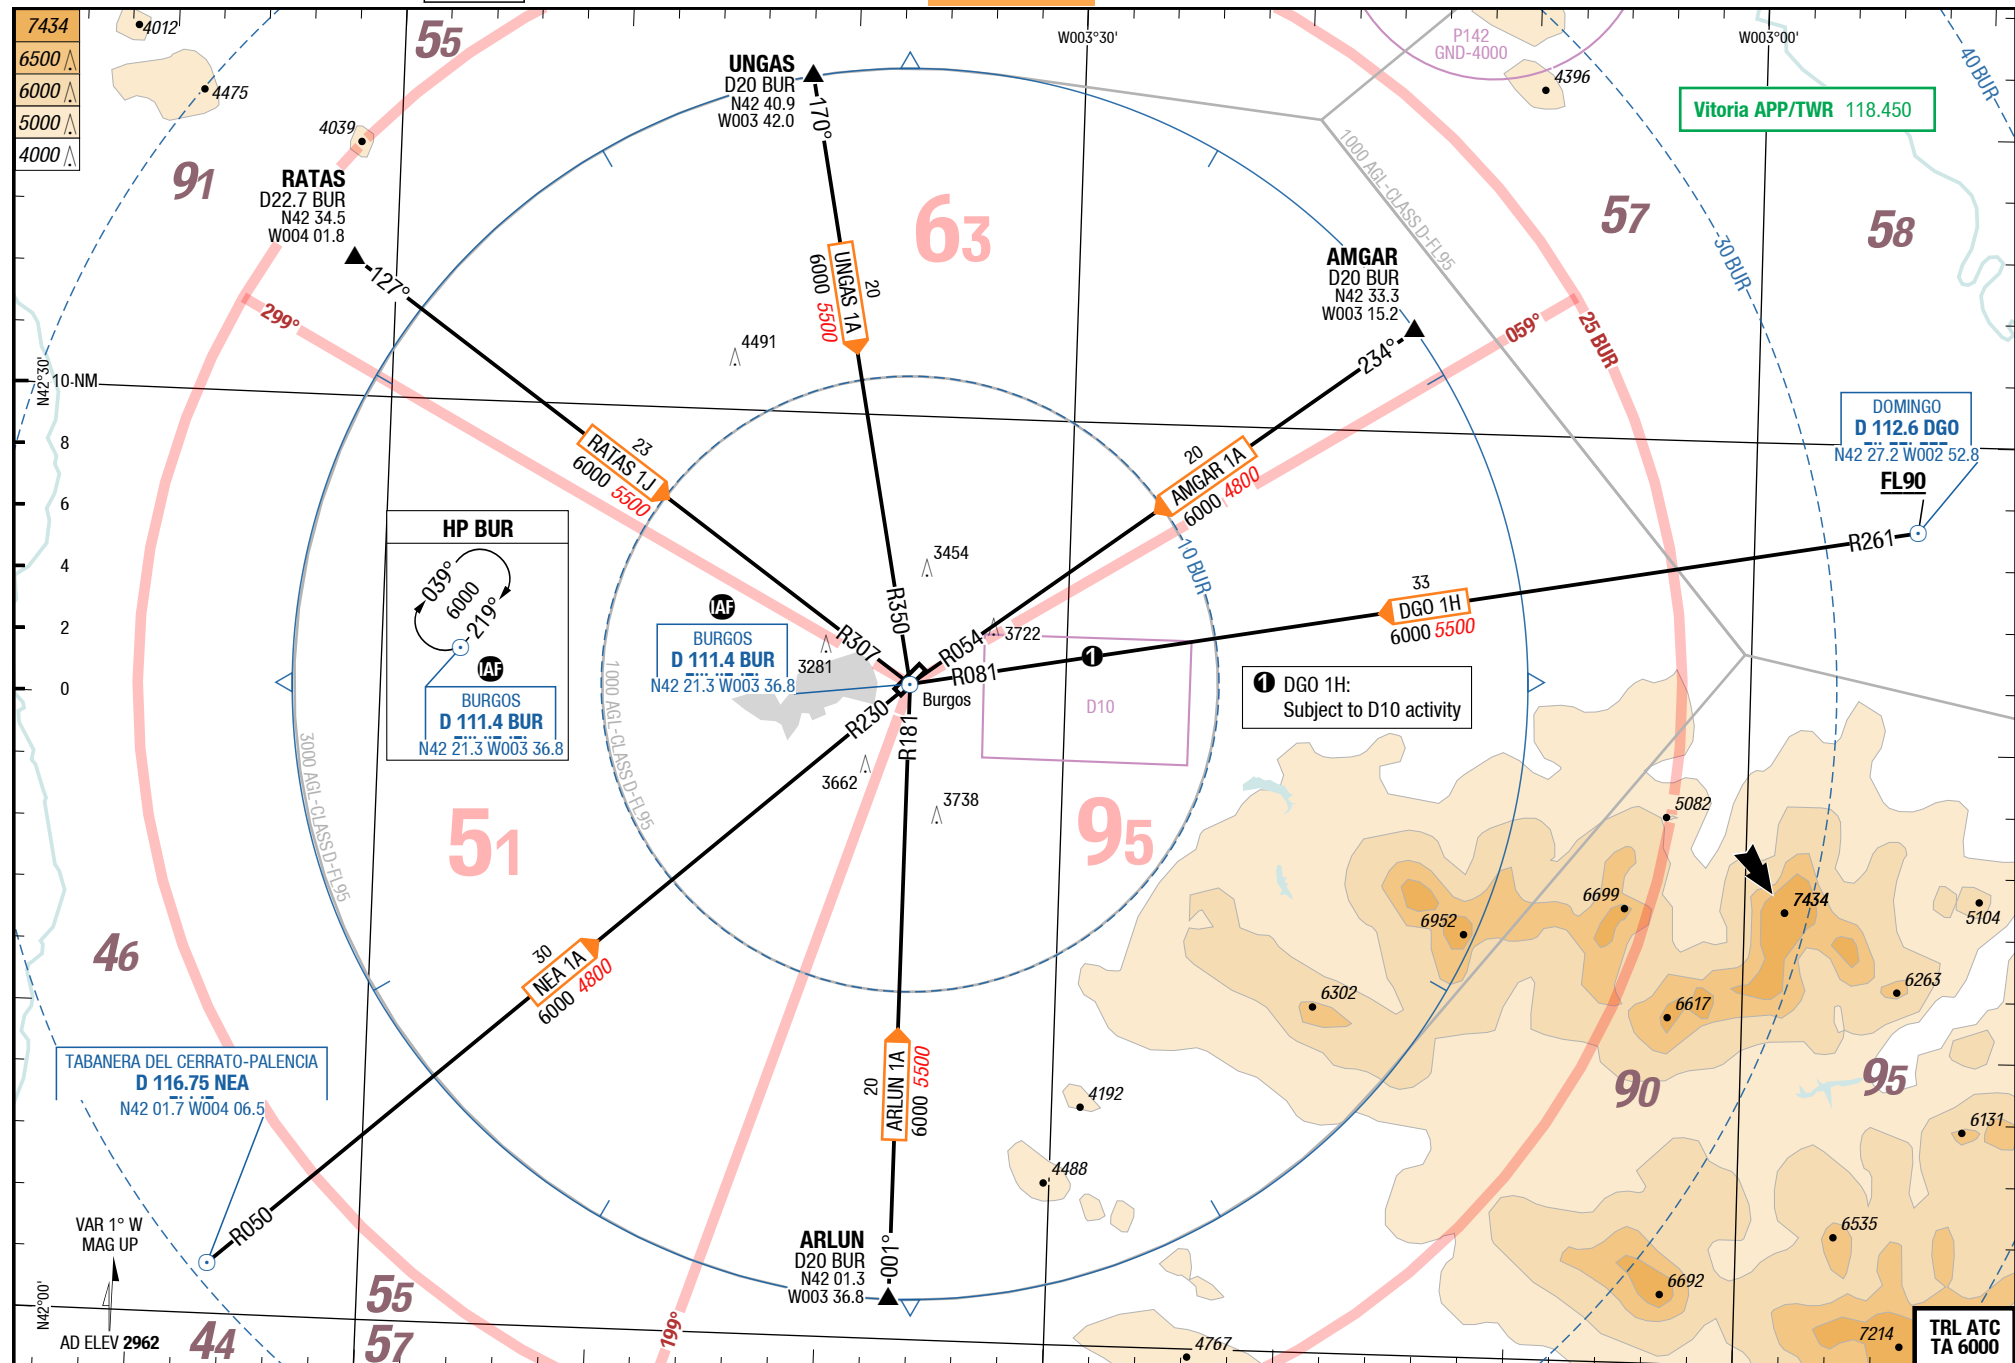 7434
6500
6000
5000
4000
4012
4475
4039
55
91
RATAS
D22.7 BUR
N42 34.5
W004 01.8
127°
299°
UNGAS
D20 BUR
N42 40.9
W003 42.0
170°
UNGAS 1A
20
6000 5500
63
W003°30'
P142
GND-4000
4396
W003°00'
40 BUR
Vitoria APP/TWR 118.450
1000 AGL-CLASS D-FL95
57
58
30 BUR
AMGAR
D20 BUR
N42 33.3
W003 15.2
234°
059°
25 BUR
N42°30'
10 NM
8
6
4
2
0
4491
RATAS 1J
23
6000 5500
AMGAR 1A
20
6000 4800
DOMINGO
D 112.6 DGO
N42 27.2 W002 52.8
FL90
R261
HP BUR
039°
6000
219°
IAF
BURGOS
D 111.4 BUR
N42 21.3 W003 36.8
IAF
BURGOS
D 111.4 BUR
N42 21.3 W003 36.8
3454
10 BUR
R350
R307
R054
3722
R081
1
3281
Burgos
R230
R181
D10
33
DGO 1H
6000 5500
1 DGO 1H:
Subject to D10 activity
3000 AGL-CLASS D-FL95
1000 AGL-CLASS D-FL95
3662
3738
51
95
5082
6952
6699
7434
5104
6302
6617
6263
46
30
NEA 1A
6000 4800
TABANERA DEL CERRATO-PALENCIA
D 116.75 NEA
N42 01.7 W004 06.5
R050
20
ARLUN 1A
6000 5500
4192
4488
90
95
6131
6535
6692
7214
4767
VAR 1° W
MAG UP
N42°00'
AD ELEV 2962
55
44
57
199°
ARLUN
D20 BUR
N42 01.3
W003 36.8
001°
TRL ATC
TA 6000